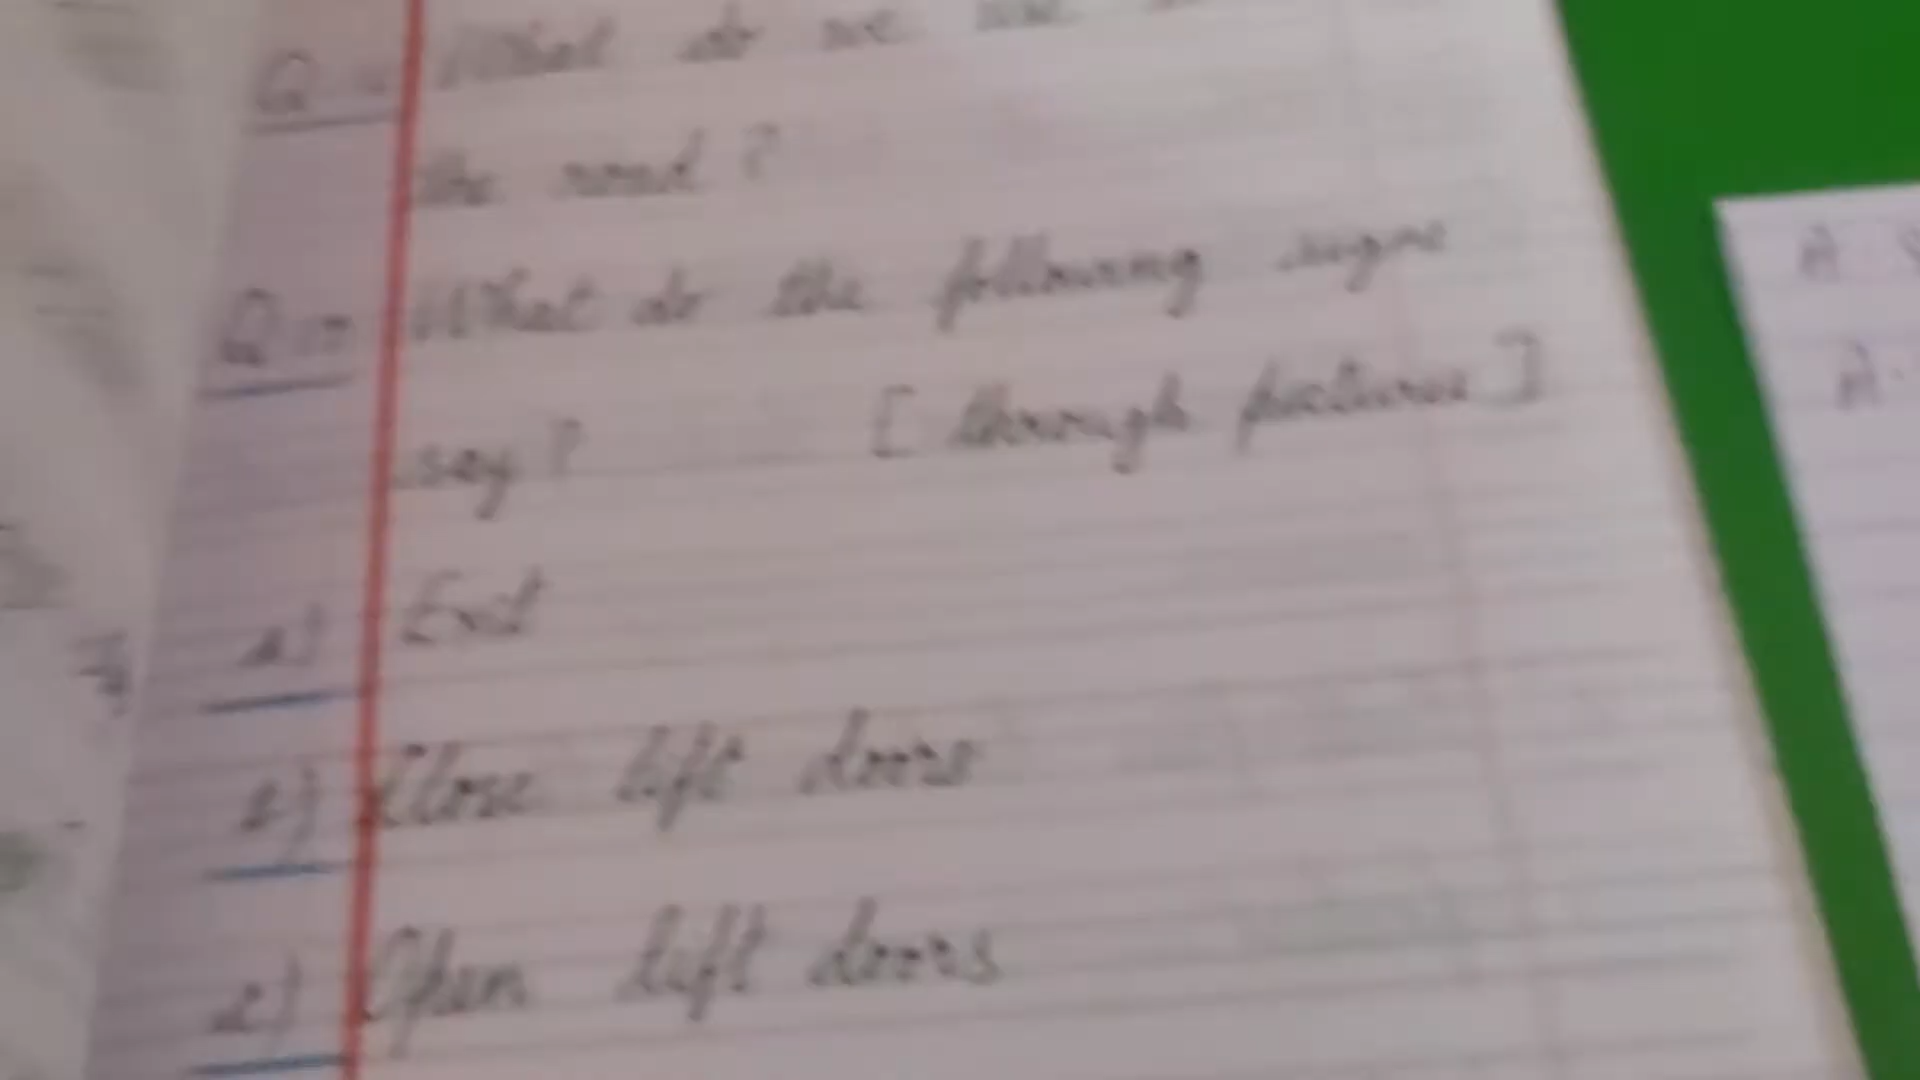 What do we use
the road?
Q What do the following signs
say? [through pictures]
a) Exit
Close lift doors
Open lift doors
A
A